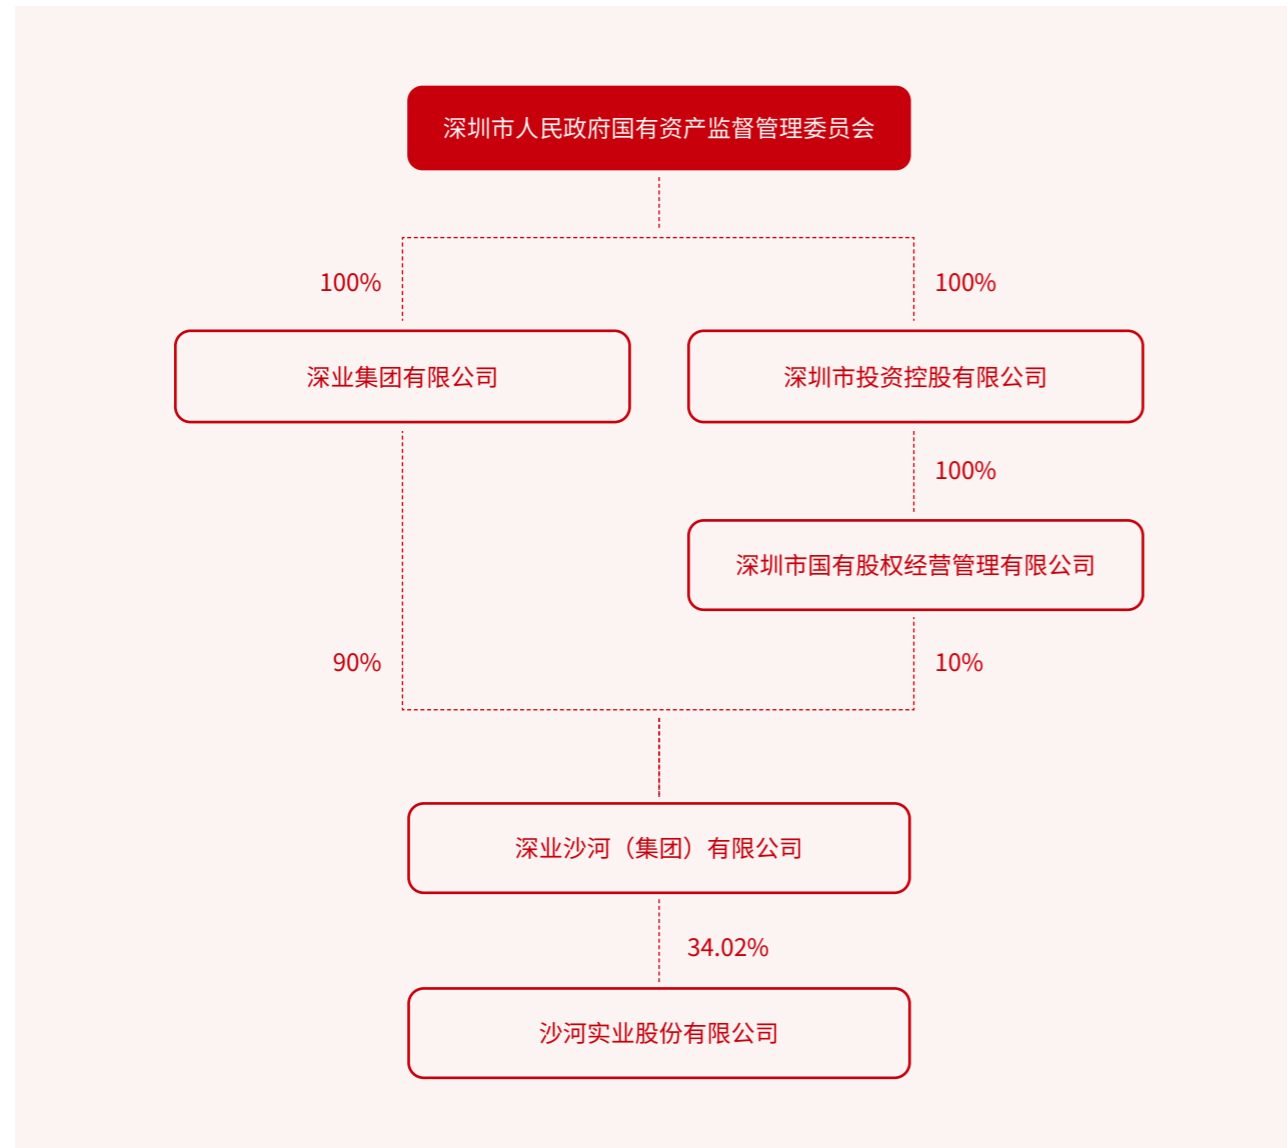 深圳市人民政府国有资产监督管理委员会
100%
100%
深业集团有限公司
深圳市投资控股有限公司
100%
深圳市国有股权经营管理有限公司
90%
10%
深业沙河（集团）有限公司
34.02%
沙河实业股份有限公司